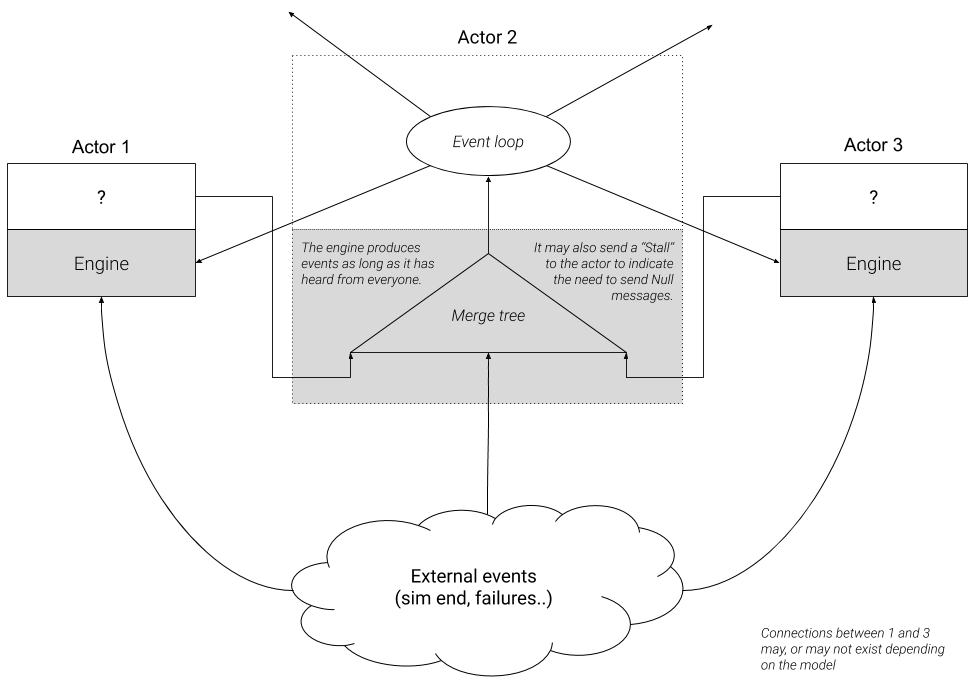 Actor 2
Event loop
Actor 1
?
Engine
Actor 3
?
Engine
The engine produces
events as long as it has
heard from everyone.
It may also send a “Stall”
to the actor to indicate
the need to send Null
messages.
Merge tree
External events
(sim end, failures..)
Connections between 1 and 3
may, or may not exist depending
on the model